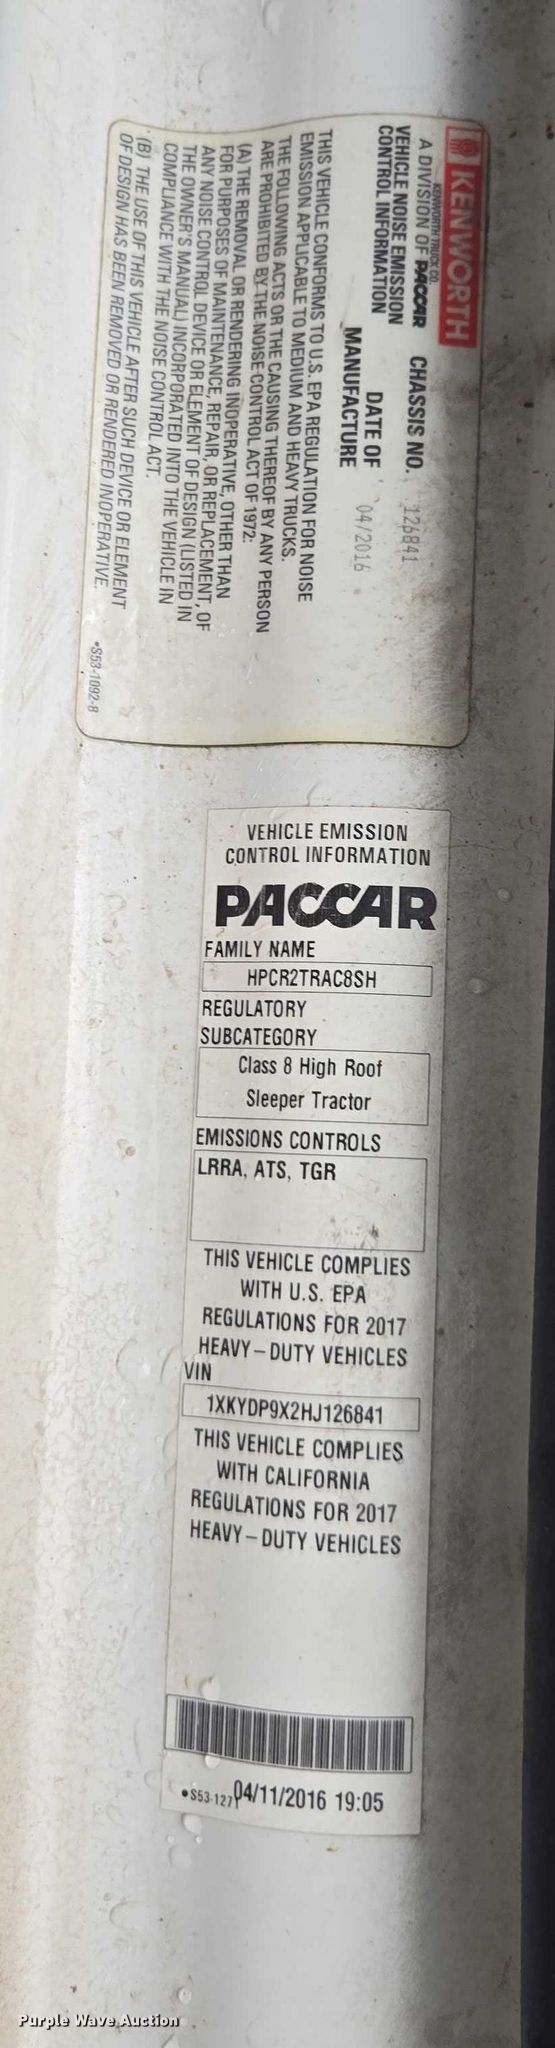 KENWORTH
KENWORTH TRUCK CO.
A DIVISION OF PACCAR
VEHICLE NOISE EMISSION
CONTROL INFORMATION
CHASSIS NO. 126841
DATE OF
MANUFACTURE 04/2016
THIS VEHICLE CONFORMS TO U.S. EPA REGULATION FOR NOISE
EMISSION APPLICABLE TO MEDIUM AND HEAVY TRUCKS.
THE FOLLOWING ACTS OR THE CAUSING THEREOF BY ANY PERSON
ARE PROHIBITED BY THE NOISE CONTROL ACT OF 1972:
(A) THE REMOVAL OR RENDERING INOPERATIVE, OTHER THAN
FOR PURPOSES OF MAINTENANCE, REPAIR, OR REPLACEMENT, OF
ANY NOISE CONTROL DEVICE OR ELEMENT OF DESIGN (LISTED IN
THE OWNER'S MANUAL) INCORPORATED INTO THE VEHICLE IN
COMPLIANCE WITH THE NOISE CONTROL ACT.
(B) THE USE OF THIS VEHICLE AFTER SUCH DEVICE OR ELEMENT
OF DESIGN HAS BEEN REMOVED OR RENDERED INOPERATIVE.
•S53-1092-8
VEHICLE EMISSION
CONTROL INFORMATION
PACCAR
FAMILY NAME
HPCR2TRAC8SH
REGULATORY
SUBCATEGORY
Class 8 High Roof
Sleeper Tractor
EMISSIONS CONTROLS
LRRA, ATS, TGR
THIS VEHICLE COMPLIES
WITH U.S. EPA
REGULATIONS FOR 2017
HEAVY-DUTY VEHICLES
VIN
1XKYDP9X2HJ126841
THIS VEHICLE COMPLIES
WITH CALIFORNIA
REGULATIONS FOR 2017
HEAVY-DUTY VEHICLES
•S53-1271 04/11/2016 19:05
Purple Wave Auction